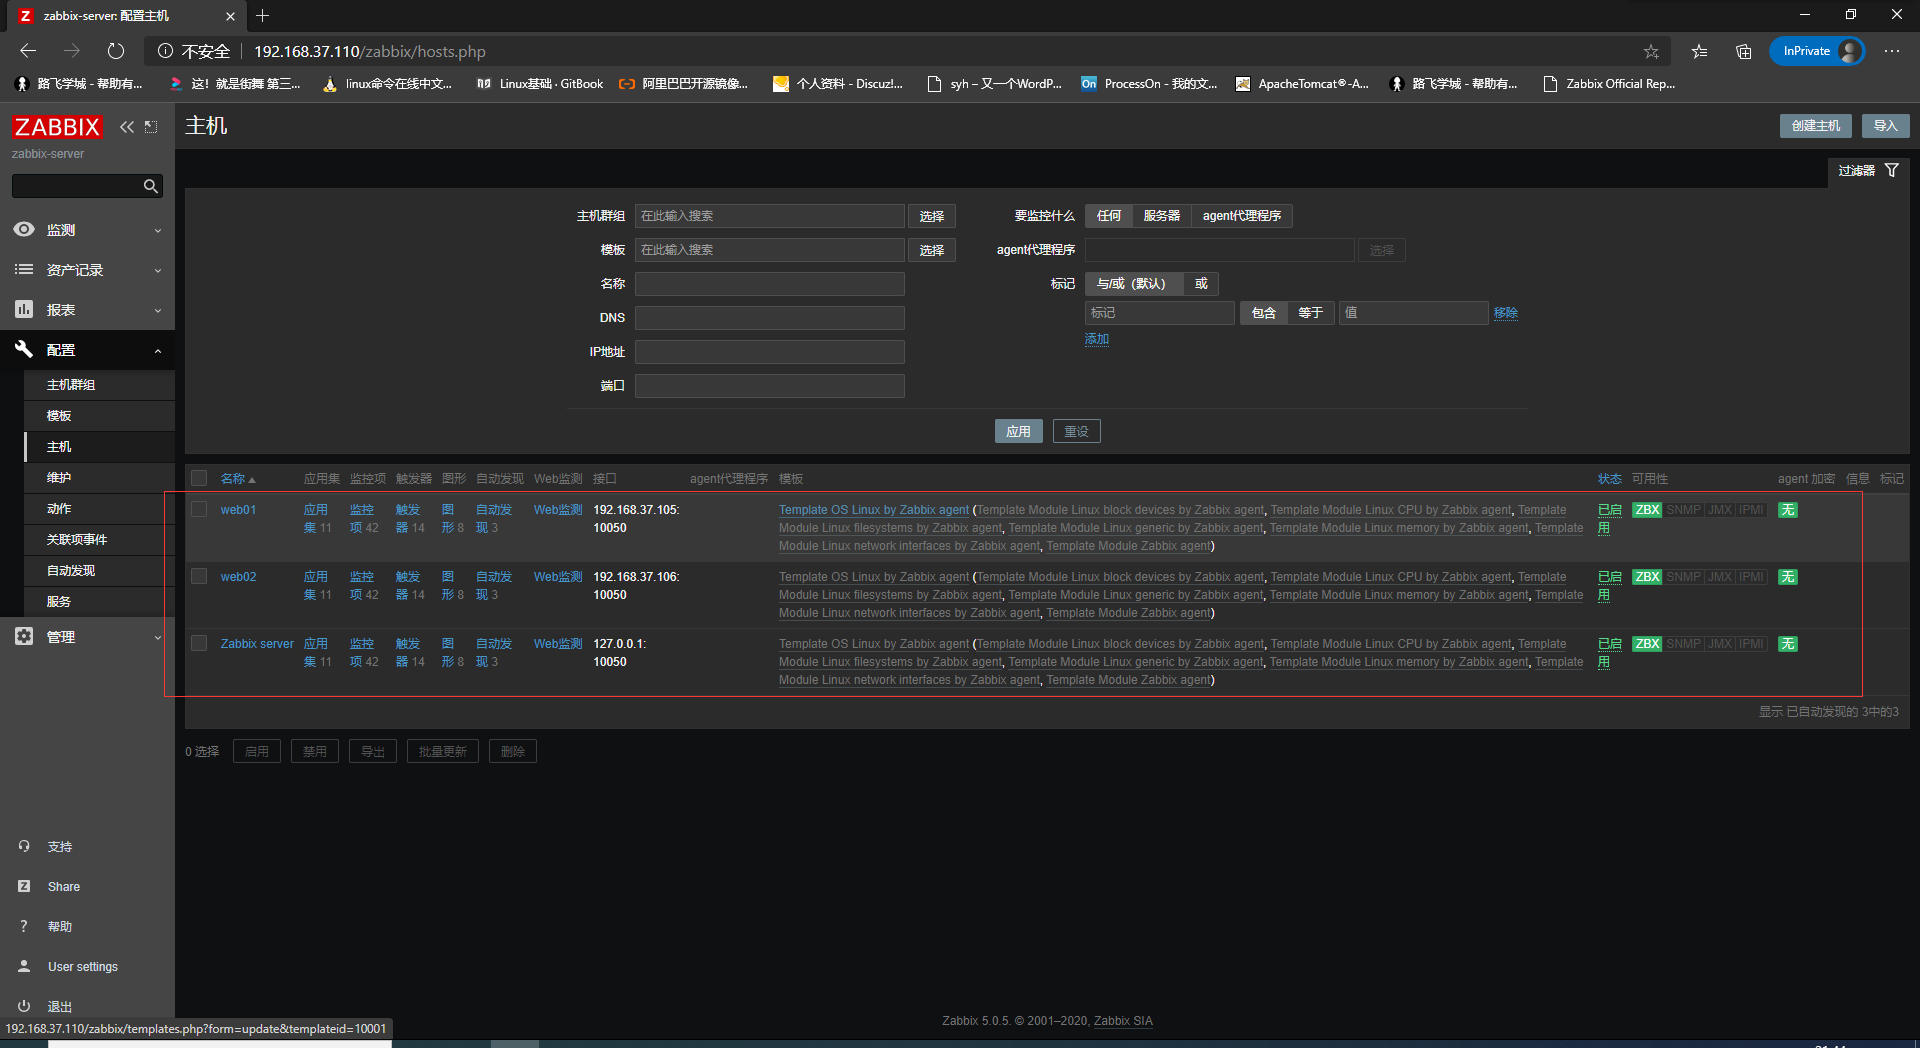 zabbix-server: 配置主机
不安全 192.168.37.110/zabbix/hosts.php
InPrivate
路飞学城 - 帮助有...
这！就是街舞 第三...
linux命令在线中文...
Linux基础 · GitBook
阿里巴巴开源镜像...
个人资料 - Discuz!...
syh – 又一个WordP...
On ProcessOn - 我的文...
ApacheTomcat®-A...
路飞学城 - 帮助有...
Zabbix Official Rep...
ZABBIX
zabbix-server
主机
创建主机 导入
过滤器
监测
资产记录
报表
配置
主机群组
模板
主机
维护
动作
关联项事件
自动发现
服务
管理
支持
Share
帮助
User settings
退出
主机群组 在此输入搜索 选择
模板 在此输入搜索 选择
名称
DNS
IP地址
端口
要监控什么 任何 服务器 agent代理程序
agent代理程序 选择
标记 与/或（默认） 或
标记 包含 等于 值 移除
添加
应用 重设
名称 应用集 监控项 触发器 图形 自动发现 Web监测 接口 agent代理程序 模板 状态 可用性 agent 加密 信息 标记
web01 应用 监控 触发 图 自动发 Web监测 192.168.37.105: Template OS Linux by Zabbix agent (Template Module Linux block devices by Zabbix agent, Template Module Linux CPU by Zabbix agent, Template 已启 ZBX SNMP JMX IPMI 无
集 11 项 42 器 14 形 8 现 3 10050 Module Linux filesystems by Zabbix agent, Template Module Linux generic by Zabbix agent, Template Module Linux memory by Zabbix agent, Template 用
Module Linux network interfaces by Zabbix agent, Template Module Zabbix agent)
web02 应用 监控 触发 图 自动发 Web监测 192.168.37.106: Template OS Linux by Zabbix agent (Template Module Linux block devices by Zabbix agent, Template Module Linux CPU by Zabbix agent, Template 已启 ZBX SNMP JMX IPMI 无
集 11 项 42 器 14 形 8 现 3 10050 Module Linux filesystems by Zabbix agent, Template Module Linux generic by Zabbix agent, Template Module Linux memory by Zabbix agent, Template 用
Module Linux network interfaces by Zabbix agent, Template Module Zabbix agent)
Zabbix server 应用 监控 触发 图 自动发 Web监测 127.0.0.1: Template OS Linux by Zabbix agent (Template Module Linux block devices by Zabbix agent, Template Module Linux CPU by Zabbix agent, Template 已启 ZBX SNMP JMX IPMI 无
集 11 项 42 器 14 形 8 现 3 10050 Module Linux filesystems by Zabbix agent, Template Module Linux generic by Zabbix agent, Template Module Linux memory by Zabbix agent, Template 用
Module Linux network interfaces by Zabbix agent, Template Module Zabbix agent)
显示 已自动发现的 3中的3
0 选择 启用 禁用 导出 批量更新 删除
Zabbix 5.0.5. © 2001–2020, Zabbix SIA
192.168.37.110/zabbix/templates.php?form=update&templateid=10001